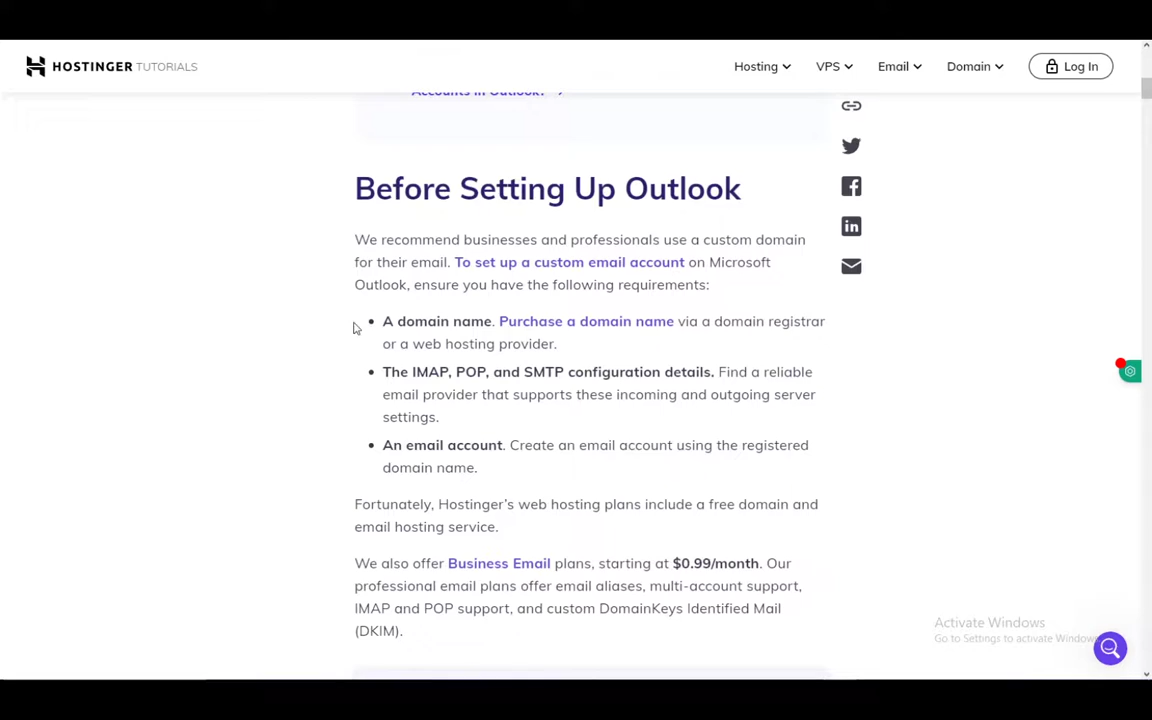 HOSTINGER TUTORIALS
Hosting
VPS
Email
Domain
Log In
Accounts in Outlook?
Before Setting Up Outlook
We recommend businesses and professionals use a custom domain
for their email. To set up a custom email account on Microsoft
Outlook, ensure you have the following requirements:
• A domain name. Purchase a domain name via a domain registrar
or a web hosting provider.
• The IMAP, POP, and SMTP configuration details. Find a reliable
email provider that supports these incoming and outgoing server
settings.
• An email account. Create an email account using the registered
domain name.
Fortunately, Hostinger's web hosting plans include a free domain and
email hosting service.
We also offer Business Email plans, starting at $0.99/month. Our
professional email plans offer email aliases, multi-account support,
IMAP and POP support, and custom DomainKeys Identified Mail
(DKIM).
Activate Windows
Go to Settings to activate Windows.